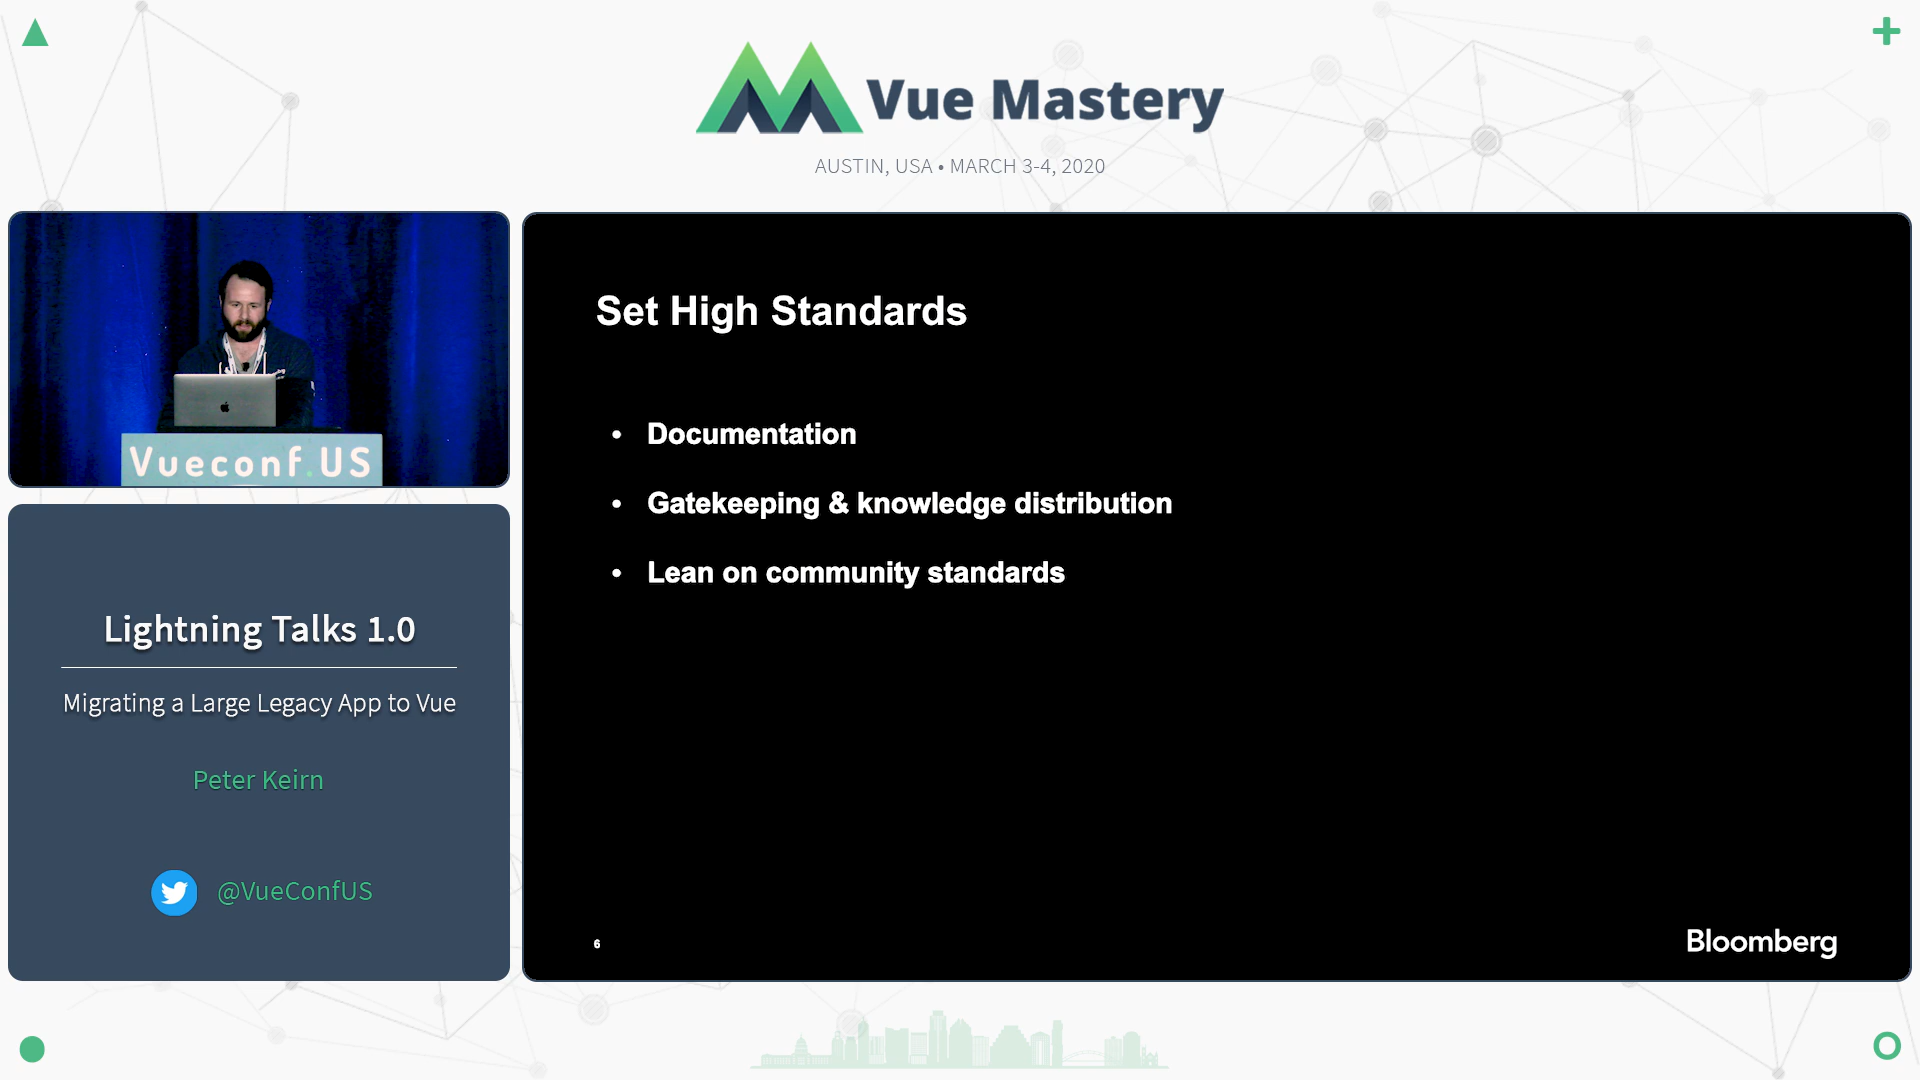 Vue Mastery
AUSTIN, USA • MARCH 3-4, 2020
Vueconf.US
Lightning Talks 1.0
Migrating a Large Legacy App to Vue
Peter Keirn
@VueConfUS
Set High Standards
• Documentation
• Gatekeeping & knowledge distribution
• Lean on community standards
6
Bloomberg